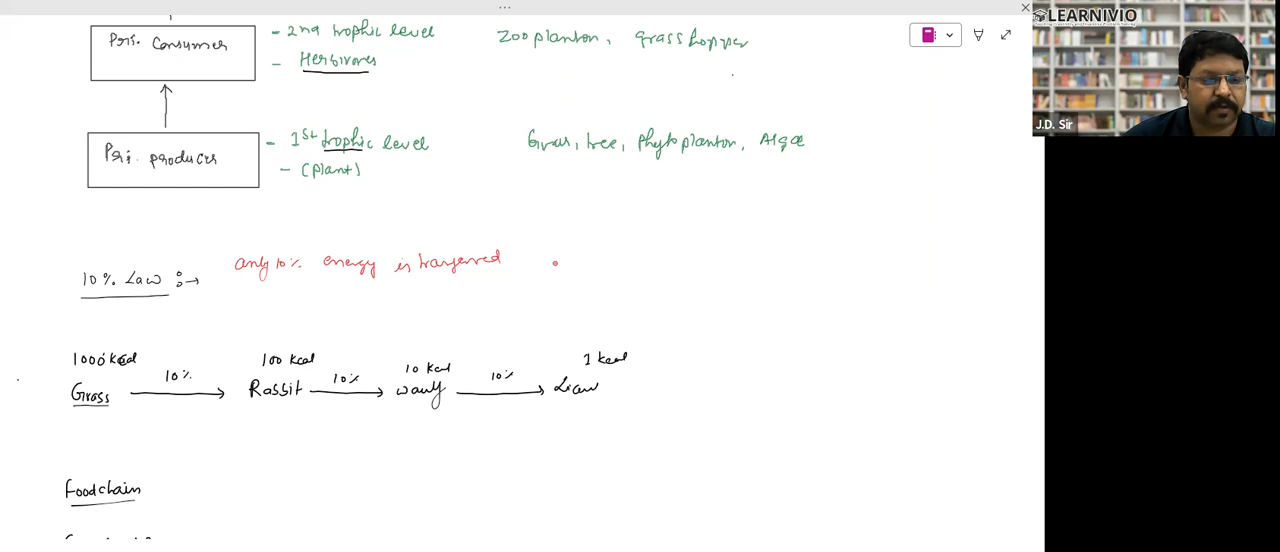 LEARNIVIO
J.D. Sir
Pri. Consumer
- 2nd trophic level
- Herbivores
Zooplanton, grasshopper
Pri. producer
- 1st trophic level
- (plant)
Grass, tree, Phytoplanton, Algae
10% Law :→ only 10% energy is transferred
1000 kcal 100 kcal 10 kcal 1 kcal
10% 10% 10%
Grass Rabbit Lion
Foodchain